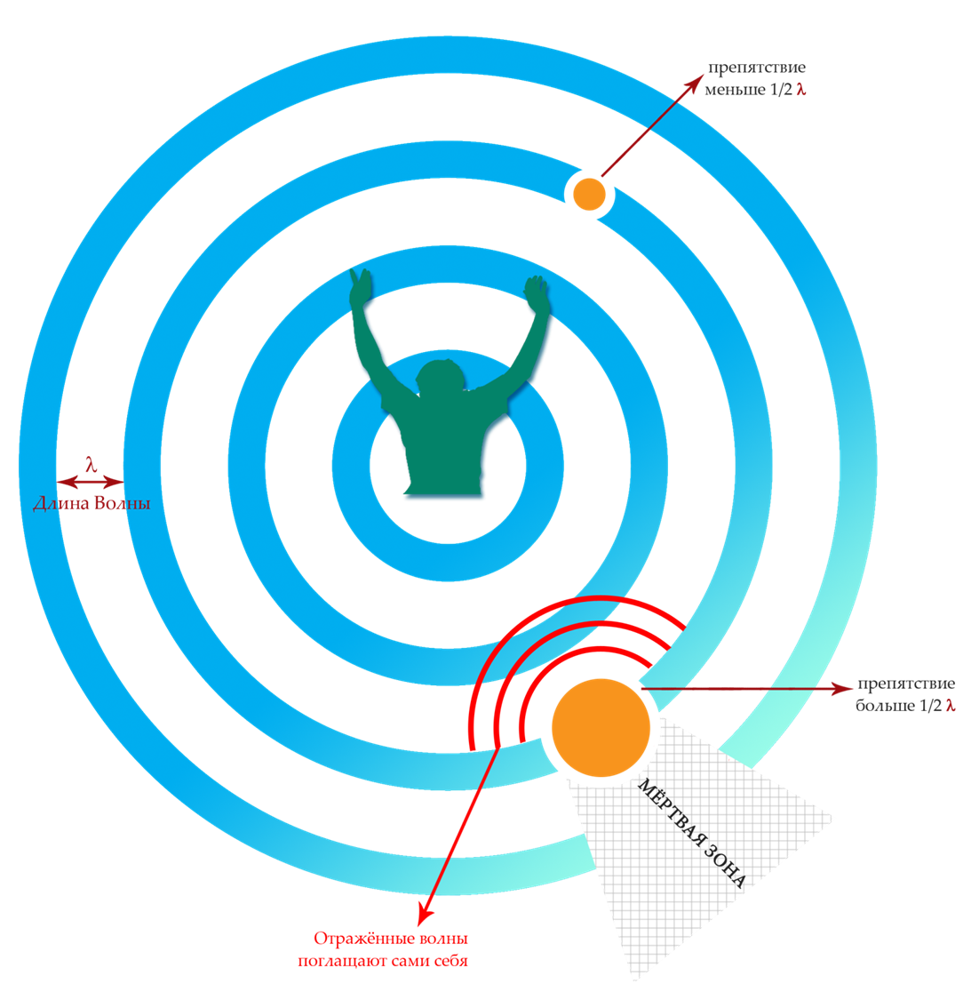 препятствие
меньше 1/2 λ
λ
Длина Волны
препятствие
больше 1/2 λ
МЁРТВАЯ ЗОНА
Отражённые волны
поглащают сами себя